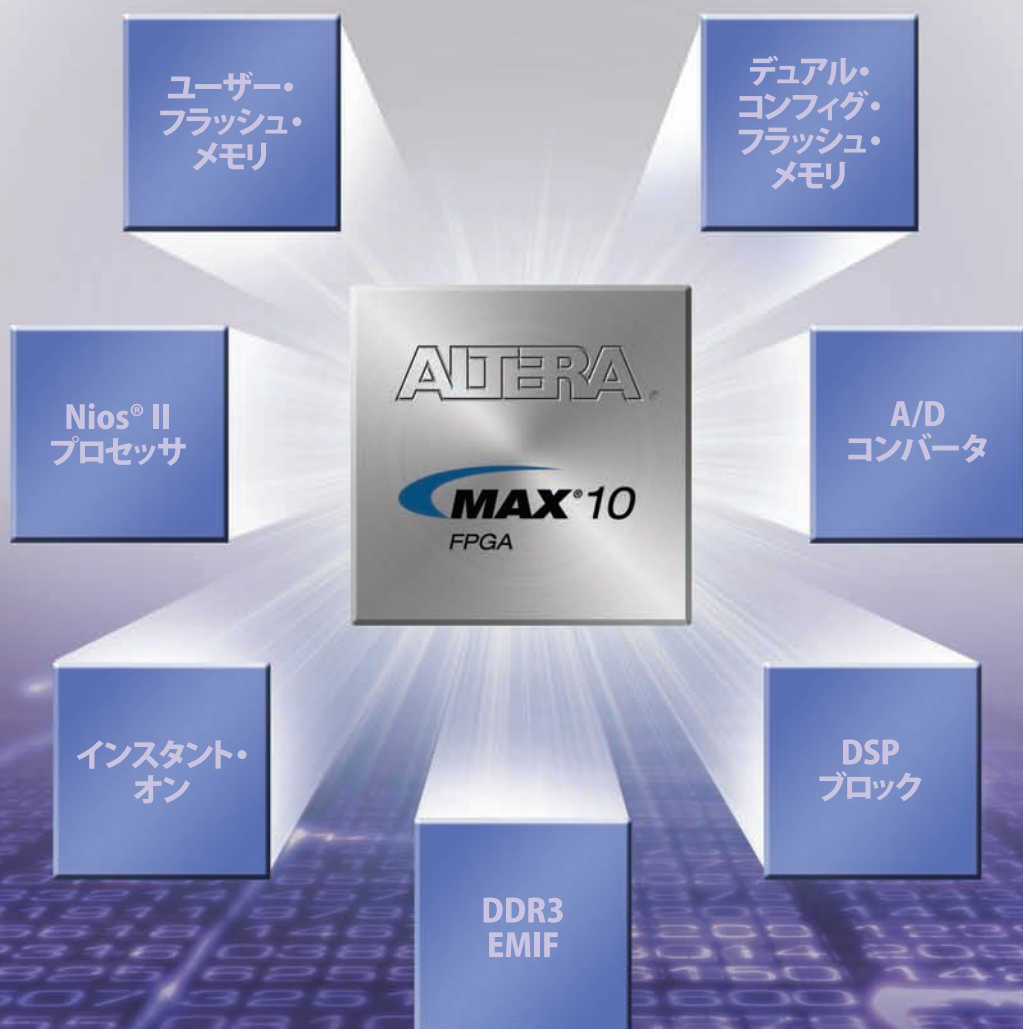 ユーザー・
フラッシュ・
メモリ
デュアル・
コンフィグ・
フラッシュ・
メモリ
ALTERA®
MAX®10
FPGA
Nios® II
プロセッサ
A/D
コンバータ
インスタント・
オン
DSP
ブロック
DDR3
EMIF